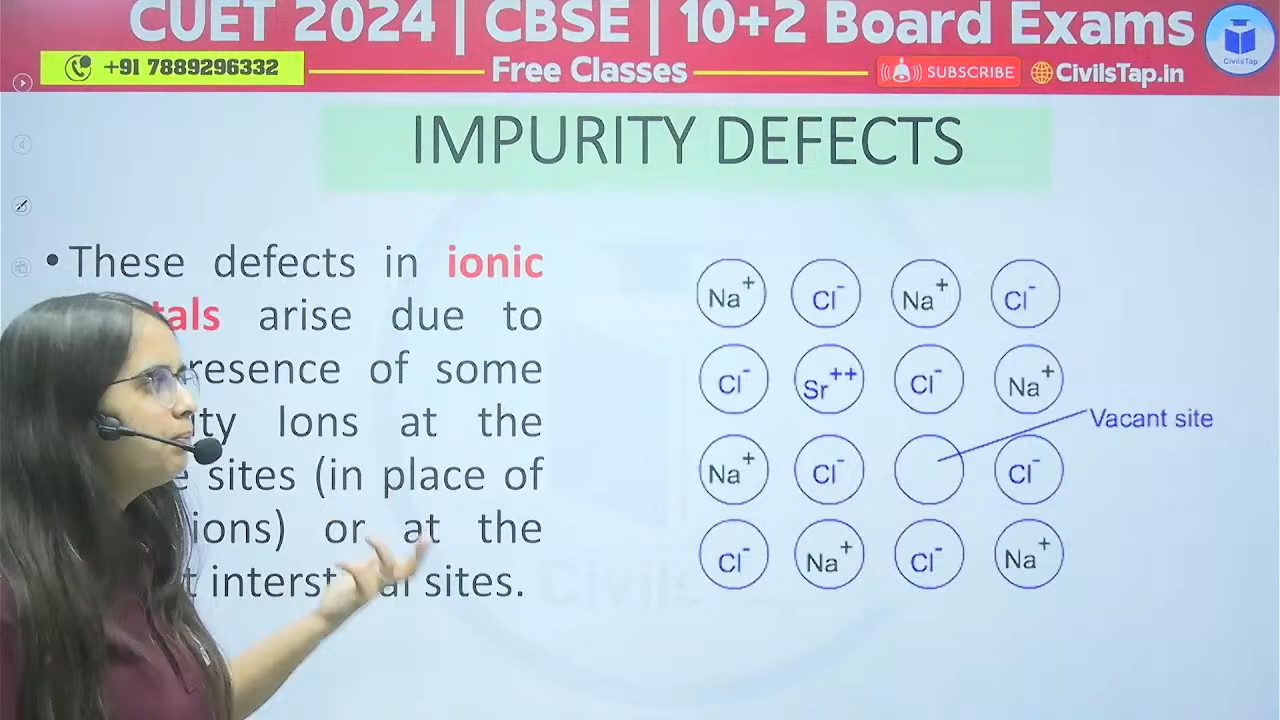 CUET 2024 | CBSE | 10+2 Board Exams
+91 7889296332
Free Classes
SUBSCRIBE
CivilsTap.in
CivilsTap
IMPURITY DEFECTS
• These defects in ionic
tals arise due to
resence of some
ity Ions at the
e sites (in place of
ions) or at the
t interst al sites.
Na+ Cl- Na+ Cl-
Cl- Sr++ Cl- Na+
Vacant site
Na+ Cl- Cl-
Cl- Na+ Cl- Na+